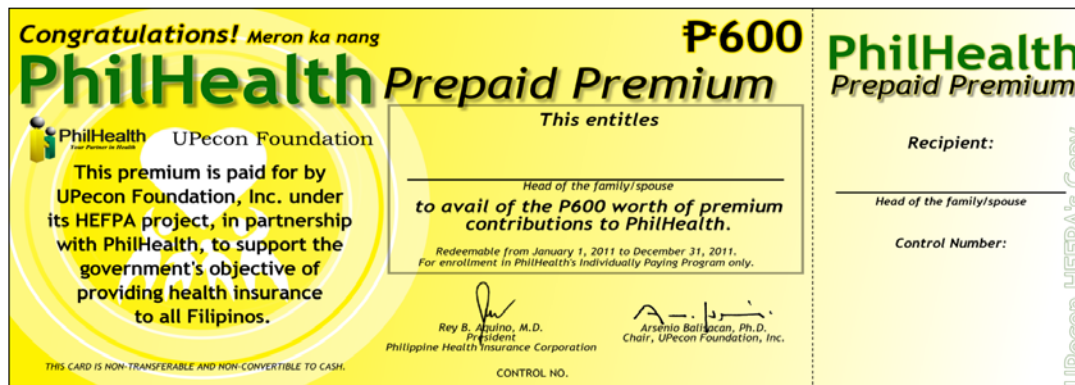 Congratulations! Meron ka nang
₱600
PhilHealth Prepaid Premium
PhilHealth
Your Partner in Health
UPecon Foundation
This premium is paid for by
UPecon Foundation, Inc. under
its HEFPA project, in partnership
with PhilHealth, to support the
government's objective of
providing health insurance
to all Filipinos.
THIS CARD IS NON-TRANSFERABLE AND NON-CONVERTIBLE TO CASH.
This entitles
Head of the family/spouse
to avail of the P600 worth of premium
contributions to PhilHealth.
Redeemable from January 1, 2011 to December 31, 2011.
For enrollment in PhilHealth's Individually Paying Program only.
Rey B. Aquino, M.D.
President
Philippine Health Insurance Corporation
Arsenio Balisacan, Ph.D.
Chair, UPecon Foundation, Inc.
CONTROL NO.
PhilHealth
Prepaid Premium
Recipient:
Head of the family/spouse
Control Number:
UPecon HEFPA's Copy